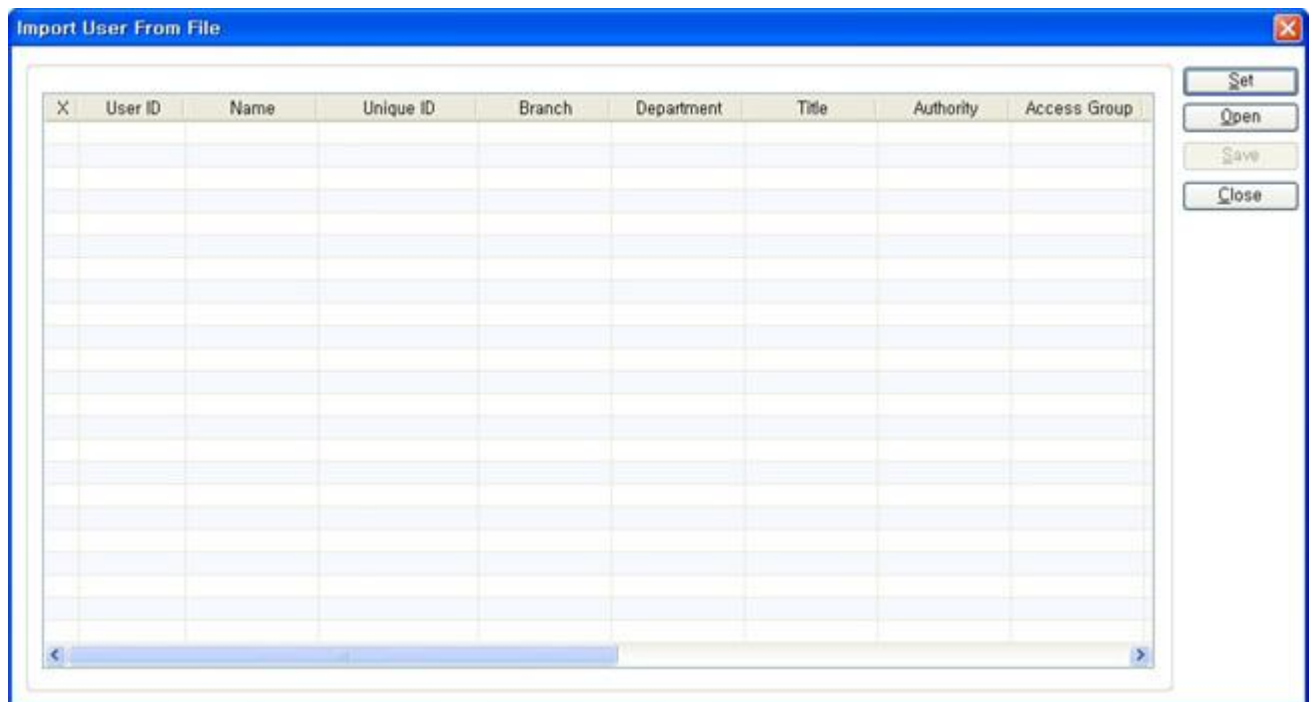 Import User From File
Set
X User ID Name Unique ID Branch Department Title Authority Access Group
Open
Save
Close